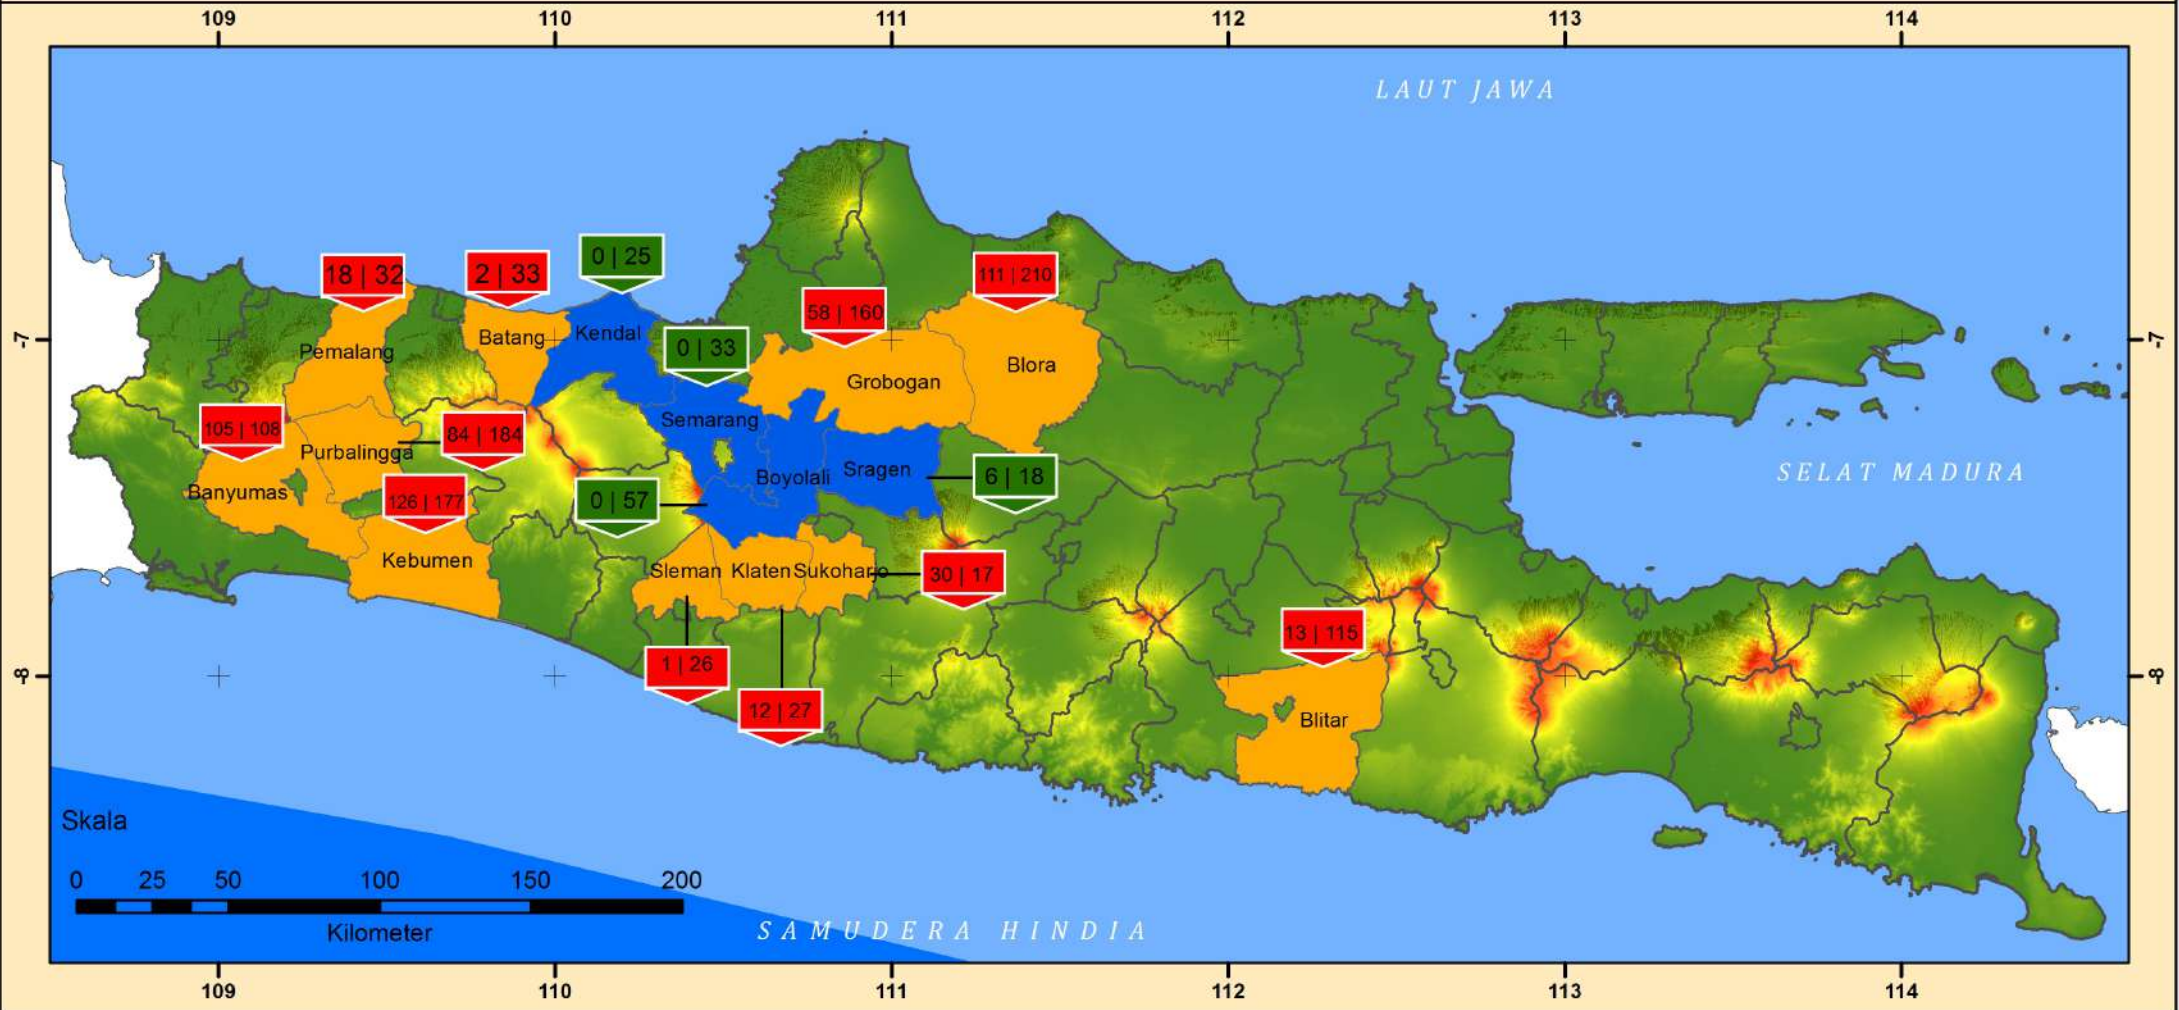 109 110 111 112 113 114
LAUT JAWA
0 | 25
18 | 32
2 | 33
111 | 210
58 | 160
-7
-7
Pemalang
Batang
Kendal
0 | 33
Grobogan
Blora
105 | 108
Purbalingga
84 | 184
Semarang
SELAT MADURA
Banyumas
126 | 177
0 | 57
Boyolali
Sragen
6 | 18
Kebumen
Sleman
Klaten
Sukoharjo
30 | 17
13 | 115
-8
-8
1 | 26
12 | 27
Blitar
Skala
0 25 50 100 150 200
Kilometer
SAMUDERA HINDIA
109 110 111 112 113 114